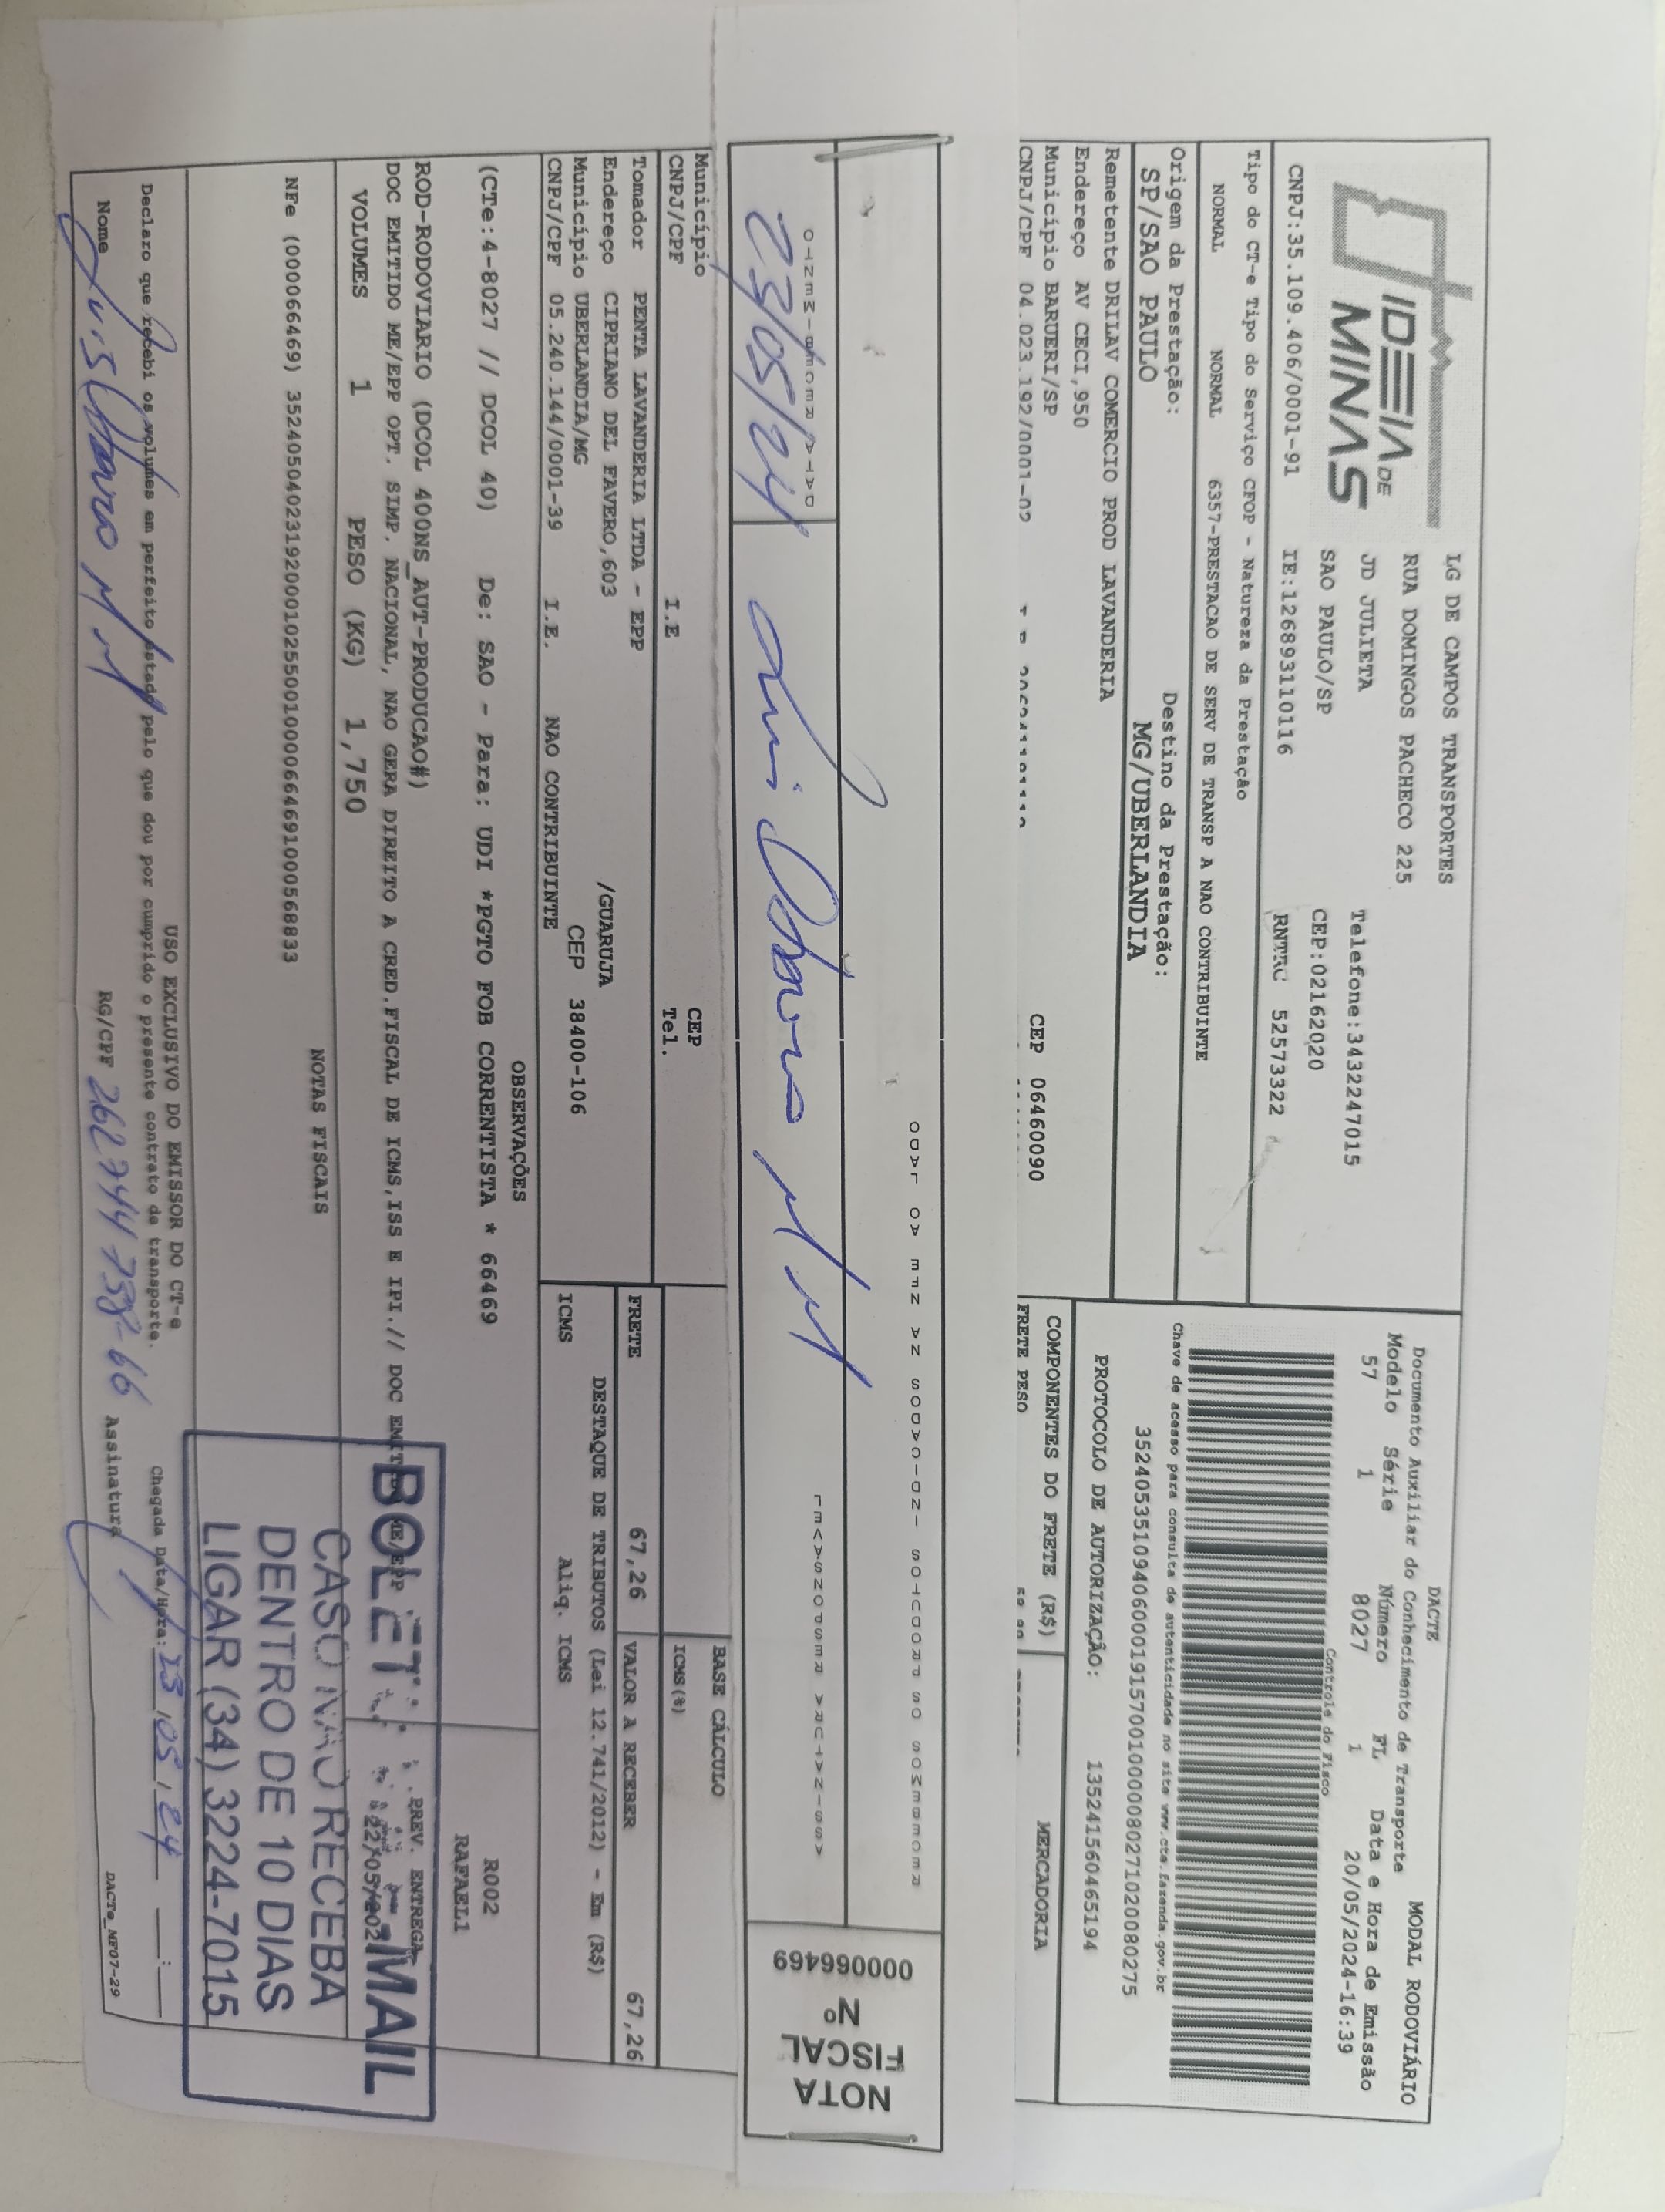 IDEIA DE
MINAS
LG DE CAMPOS TRANSPORTES
RUA DOMINGOS PACHECO 225
JD JULIETA
SAO PAULO/SP
Telefone:3432247015
CEP:02162020
CNPJ:35.109.406/0001-91 IE:126893110116 RNTRC 52573322
DACTE
Documento Auxiliar do Conhecimento de Transporte
MODAL RODOVIÁRIO
Modelo Série Número FL Data e Hora de Emissão
57 1 8027 1 20/05/2024-16:39
Controle do Fisco
Tipo do CT-e Tipo do Serviço CFOP - Natureza da Prestação
NORMAL NORMAL 6357-PRESTACAO DE SERV DE TRANSP A NAO CONTRIBUINTE
Chave de acesso para consulta de autenticidade no site www.cte.fazenda.gov.br
35240535109406000191570010000080271020080275
Origem da Prestação: Destino da Prestação:
SP/SAO PAULO MG/UBERLANDIA
PROTOCOLO DE AUTORIZAÇÃO: 135241560465194
Remetente DRILAV COMERCIO PROD LAVANDERIA
Endereço AV CECI,950
Município BARUERI/SP CEP 06460090
CNPJ/CPF 04.023.192/0001-02
COMPONENTES DO FRETE (R$) MERCADORIA
FRETE PESO
NOTA
FISCAL
Nº
000066469
23/05/24
Município CEP
CNPJ/CPF I.E Tel.
BASE CÁLCULO
ICMS(%)
Tomador PENTA LAVANDERIA LTDA - EPP
Endereço CIPRIANO DEL FAVERO,603 /GUARUJA
Município UBERLANDIA/MG CEP 38400-106
CNPJ/CPF 05.240.144/0001-39 I.E. NAO CONTRIBUINTE
FRETE 67,26 VALOR A RECEBER 67,26
DESTAQUE DE TRIBUTOS (Lei 12.741/2012) - Em (R$)
ICMS Aliq. ICMS
OBSERVAÇÕES
(CTe:4-8027 // DCOL 40) De: SAO - Para: UDI *PGTO FOB CORRENTISTA * 66469
R002
RAFAEL1
ROD-RODOVIARIO (DCOL 400NS_AUT-PRODUCAO#)
DOC EMITIDO ME/EPP OPT. SIMP. NACIONAL, NAO GERA DIREITO A CRED.FISCAL DE ICMS,ISS E IPI.// DOC EMITIDO ME/EPP
PREV. ENTREGA
VOLUMES 1 PESO (KG) 1,750
NOTAS FISCAIS
NFe (000066469) 35240504023192000102550010000664691000568833
BOLETO E-MAIL
CASO NÃO RECEBA
DENTRO DE 10 DIAS
LIGAR (34) 3224-7015
USO EXCLUSIVO DO EMISSOR DO CT-e
Declaro que recebi os volumes em perfeito estado pelo que dou por cumprido o presente contrato de transporte.
Chegada Data/Hora: 23/05/24 __:__
Nome RG/CPF 262744758-66 Assinatura
DACTe_NF07-29